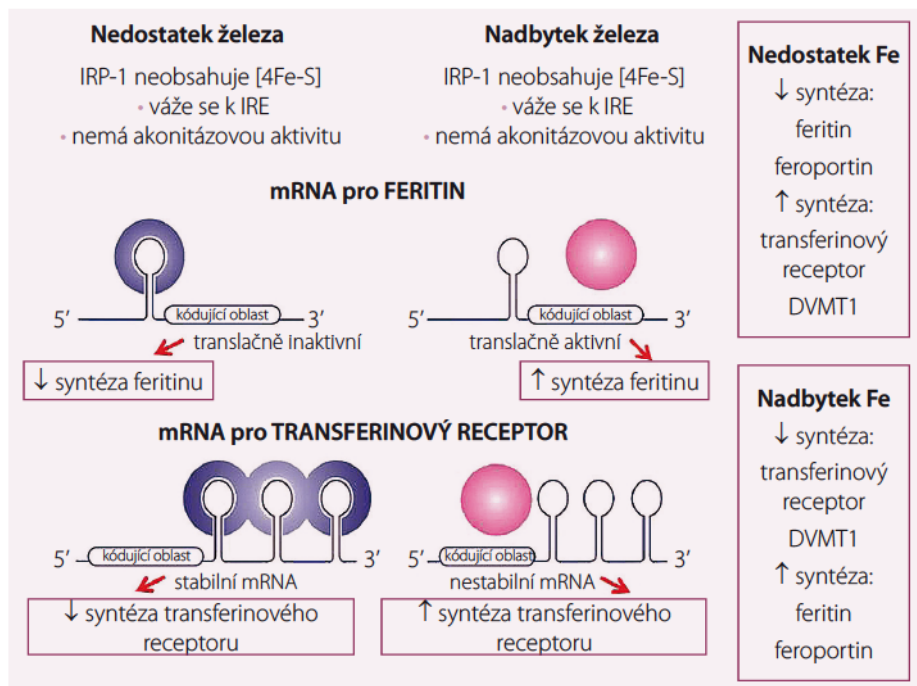 Nedostatek železa
IRP-1 neobsahuje [4Fe-S]
• váže se k IRE
• nemá akonitázovou aktivitu
Nadbytek železa
IRP-1 neobsahuje [4Fe-S]
• váže se k IRE
• nemá akonitázovou aktivitu
mRNA pro FERITIN
5’ kódující oblast 3’
translačně inaktivní
↓ syntéza feritinu
5’ kódující oblast 3’
translačně aktivní
↑ syntéza feritinu
mRNA pro TRANSFERINOVÝ RECEPTOR
5’ kódující oblast 3’
stabilní mRNA
↓ syntéza transferinového
receptoru
5’ kódující oblast 3’
nestabilní mRNA
↑ syntéza transferinového
receptoru
Nedostatek Fe
↓ syntéza:
feritin
feroportin
↑ syntéza:
transferinový
receptor
DVMT1
Nadbytek Fe
↓ syntéza:
transferinový
receptor
DVMT1
↑ syntéza:
feritin
feroportin